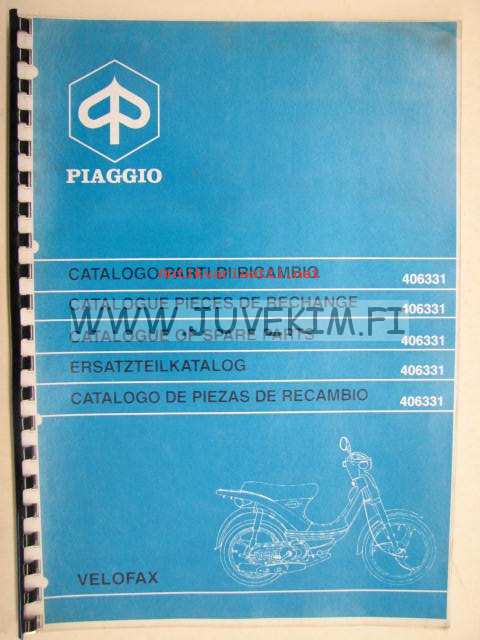 PIAGGIO
CATALOGO PARTI DI RICAMBIO 406331
CATALOGUE PIECES DE RECHANGE 406331
WWW.JUVEKIM.FI
CATALOGUE OF SPARE PARTS 406331
ERSATZTEILKATALOG 406331
CATALOGO DE PIEZAS DE RECAMBIO 406331
VELOFAX